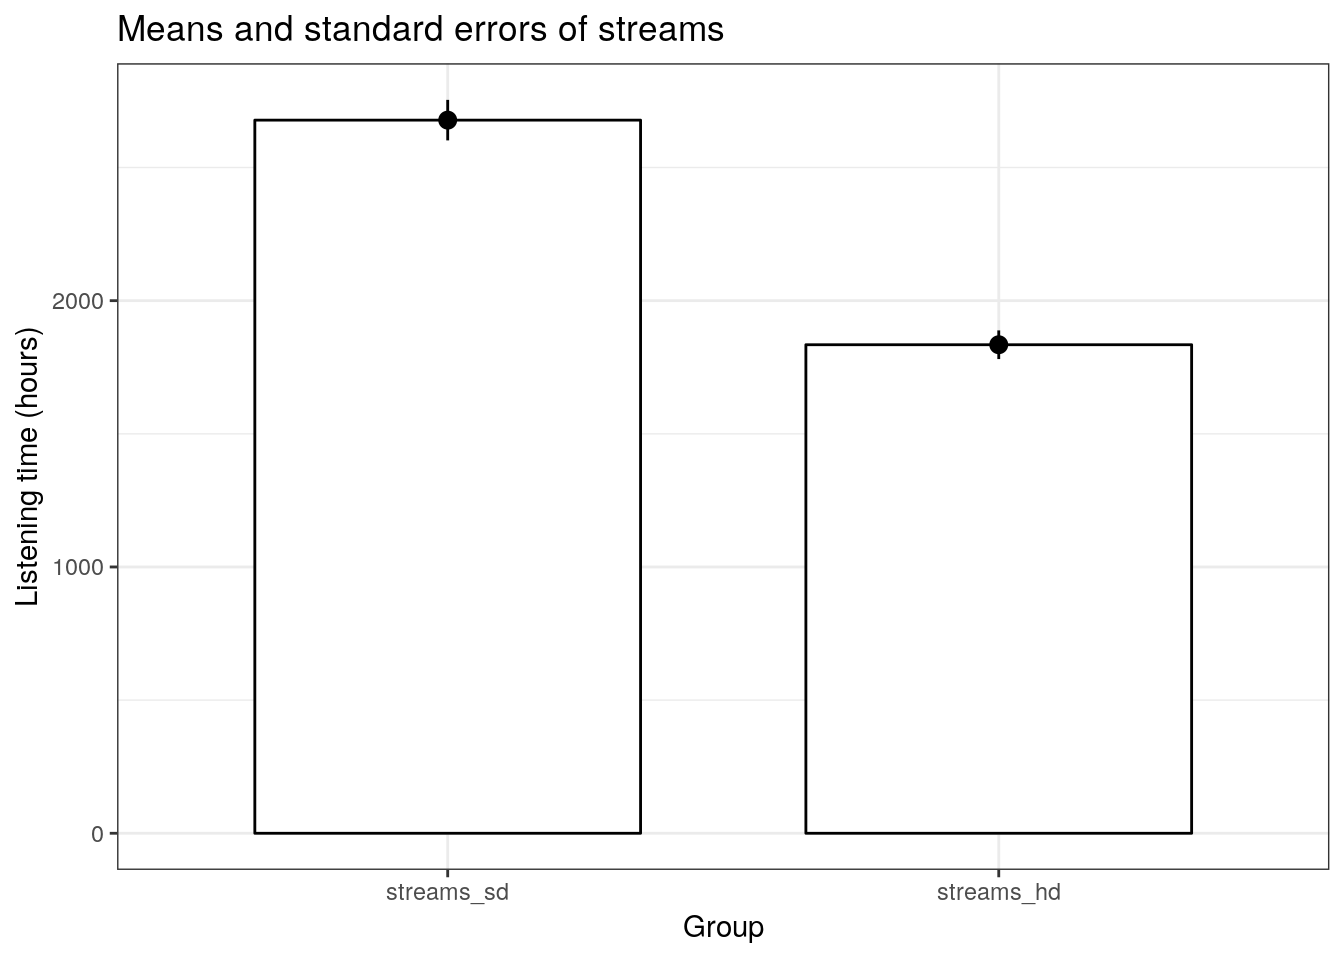 Means and standard errors of streams
Listening time (hours)
2000
1000
0
streams_sd
streams_hd
Group